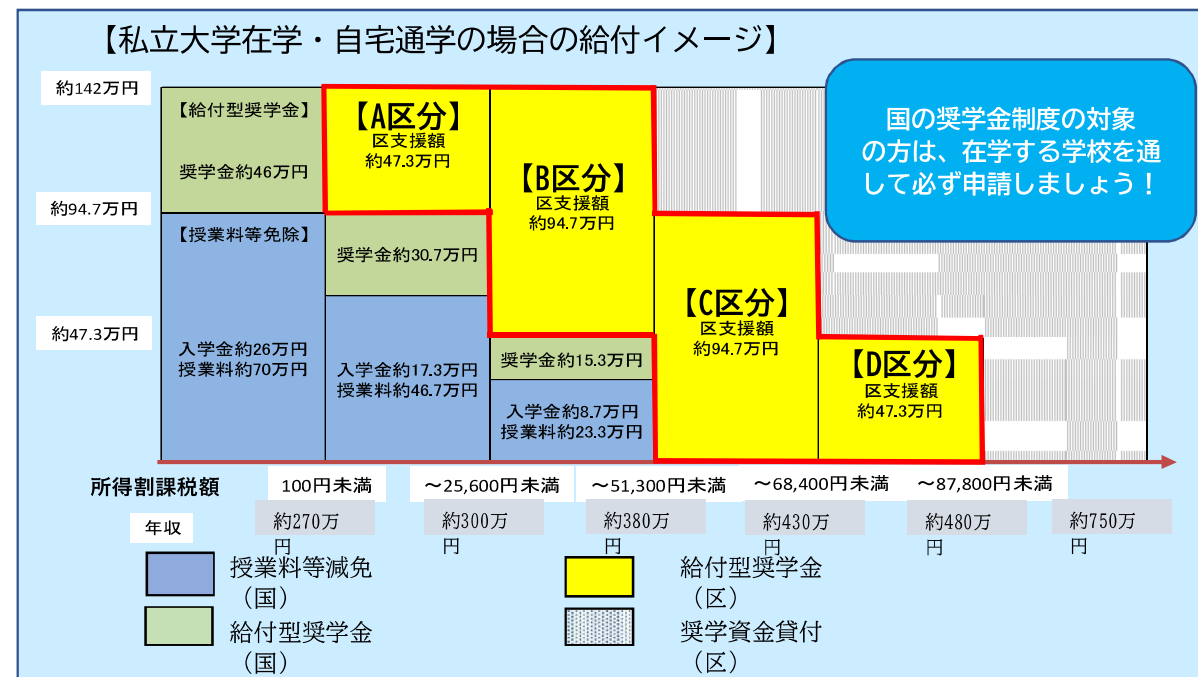 【私立大学在学・自宅通学の場合の給付イメージ】
約142万円
約94.7万円
約47.3万円
【給付型奨学金】
奨学金約46万円
【授業料等免除】
入学金約26万円
授業料約70万円
【A区分】
区支援額
約47.3万円
奨学金約30.7万円
入学金約17.3万円
授業料約46.7万円
【B区分】
区支援額
約94.7万円
奨学金約15.3万円
入学金約8.7万円
授業料約23.3万円
【C区分】
区支援額
約94.7万円
【D区分】
区支援額
約47.3万円
国の奨学金制度の対象
の方は、在学する学校を通
して必ず申請しましょう！
所得割課税額
100円未満
～25,600円未満
～51,300円未満
～68,400円未満
～87,800円未満
年収
約270万
円
約300万
円
約380万
円
約430万
円
約480万
円
約750万
円
授業料等減免
（国）
給付型奨学金
（国）
給付型奨学金
（区）
奨学資金貸付
（区）